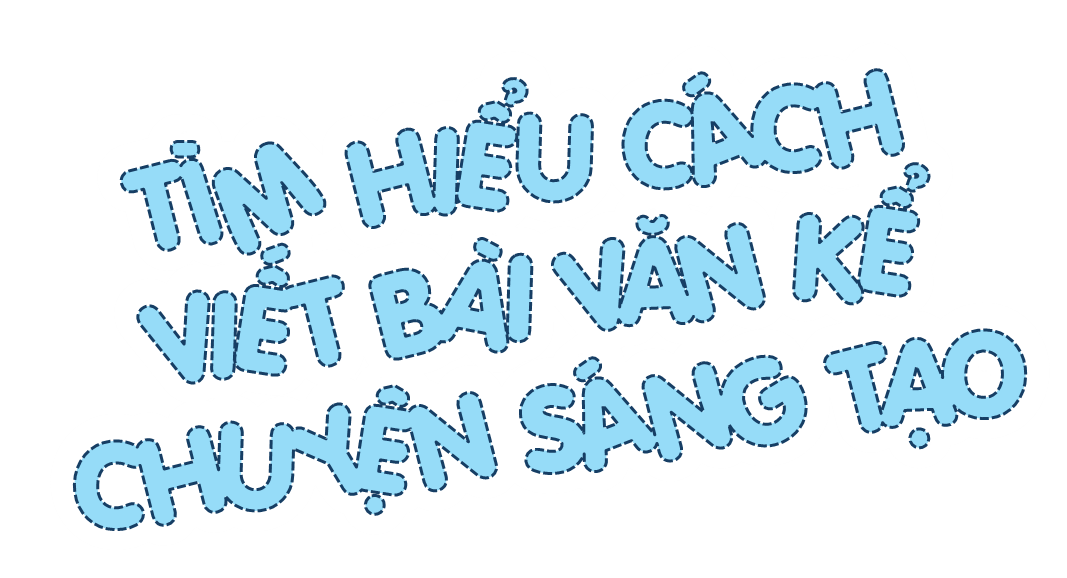 TÌM HIỂU CÁCH
VIẾT BÀI VĂN KỂ
CHUYỆN SÁNG TẠO